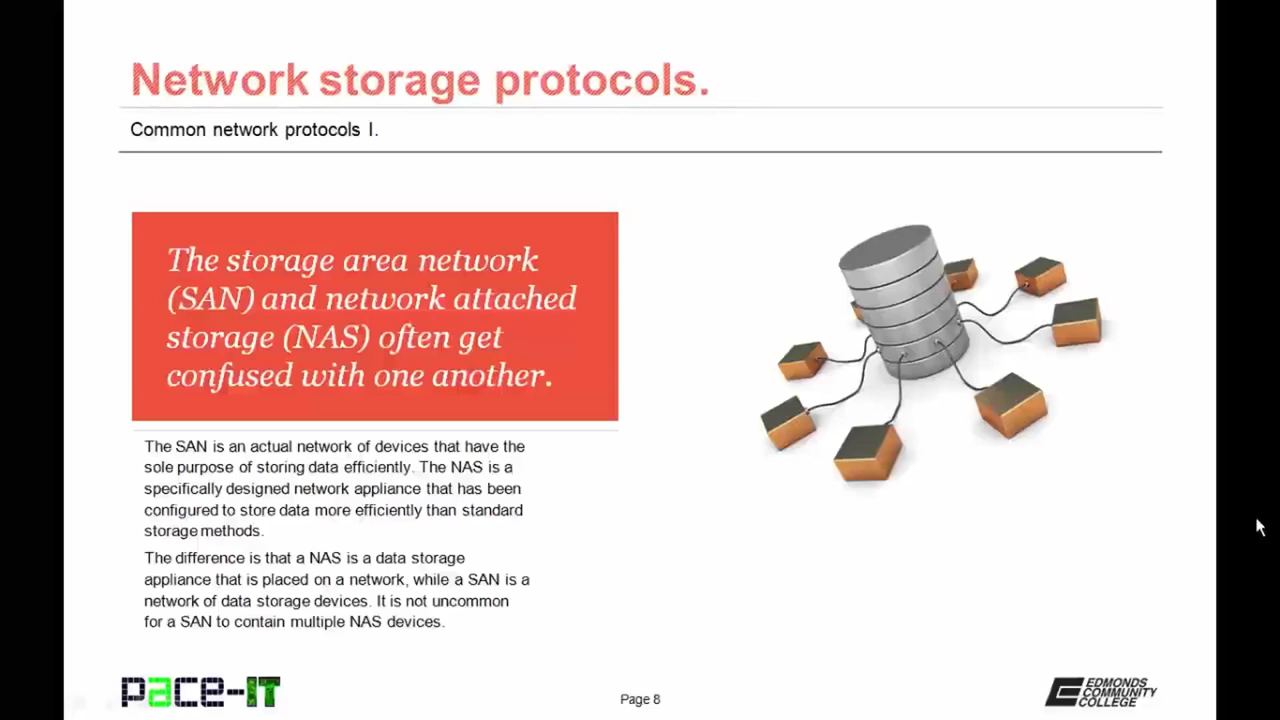 Network storage protocols.
Common network protocols I.
The storage area network
(SAN) and network attached
storage (NAS) often get
confused with one another.
The SAN is an actual network of devices that have the
sole purpose of storing data efficiently. The NAS is a
specifically designed network appliance that has been
configured to store data more efficiently than standard
storage methods.
The difference is that a NAS is a data storage
appliance that is placed on a network, while a SAN is a
network of data storage devices. It is not uncommon
for a SAN to contain multiple NAS devices.
pace-IT
Page 8
EDMONDS
COMMUNITY
COLLEGE